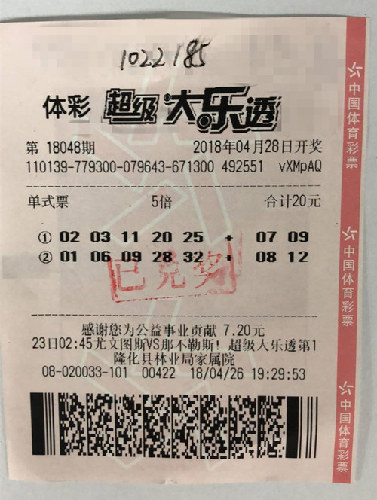 1022185
体彩 超级大乐透
第 18048期 2018年04月28日开奖
110139-779300-079643-671300 492551 vXMpAQ
单式票 5倍 合计20元
① 02 03 11 20 25 + 07 09
② 01 06 09 28 32 + 08 12
已兑奖
感谢您为公益事业贡献 7.20元
23日02:45尤文图斯VS那不勒斯! 超级大乐透第1
隆化县林业局家属院
08-020033-101 00422 18/04/26 19:29:53
中国体育彩票
中国体育彩票
中国体育彩票